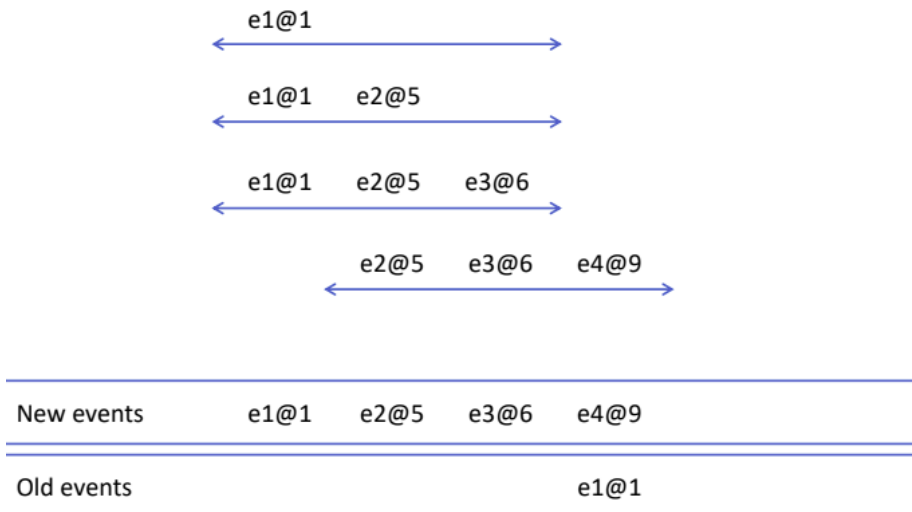 e1@1
e1@1 e2@5
e1@1 e2@5 e3@6
e2@5 e3@6 e4@9
New events e1@1 e2@5 e3@6 e4@9
Old events e1@1